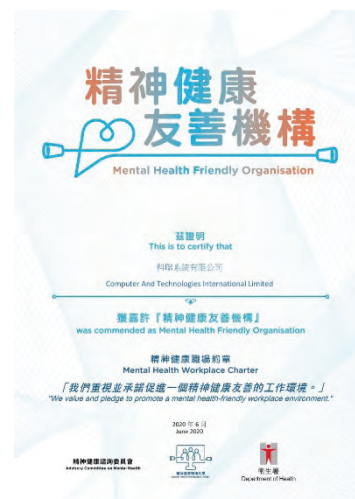 精神健康
友善機構
Mental Health Friendly Organisation
茲證明
This is to certify that
科聯系統有限公司
Computer And Technologies International Limited
獲嘉許『精神健康友善機構』
was commended as Mental Health Friendly Organisation
精神健康職場約章
Mental Health Workplace Charter
「我們重視並承諾促進一個精神健康友善的工作環境。」
"We value and pledge to promote a mental health-friendly workplace environment."
2020 年 6 月
June 2020
精神健康諮詢委員會
Advisory Committee on Mental Health
衞生署
Department of Health